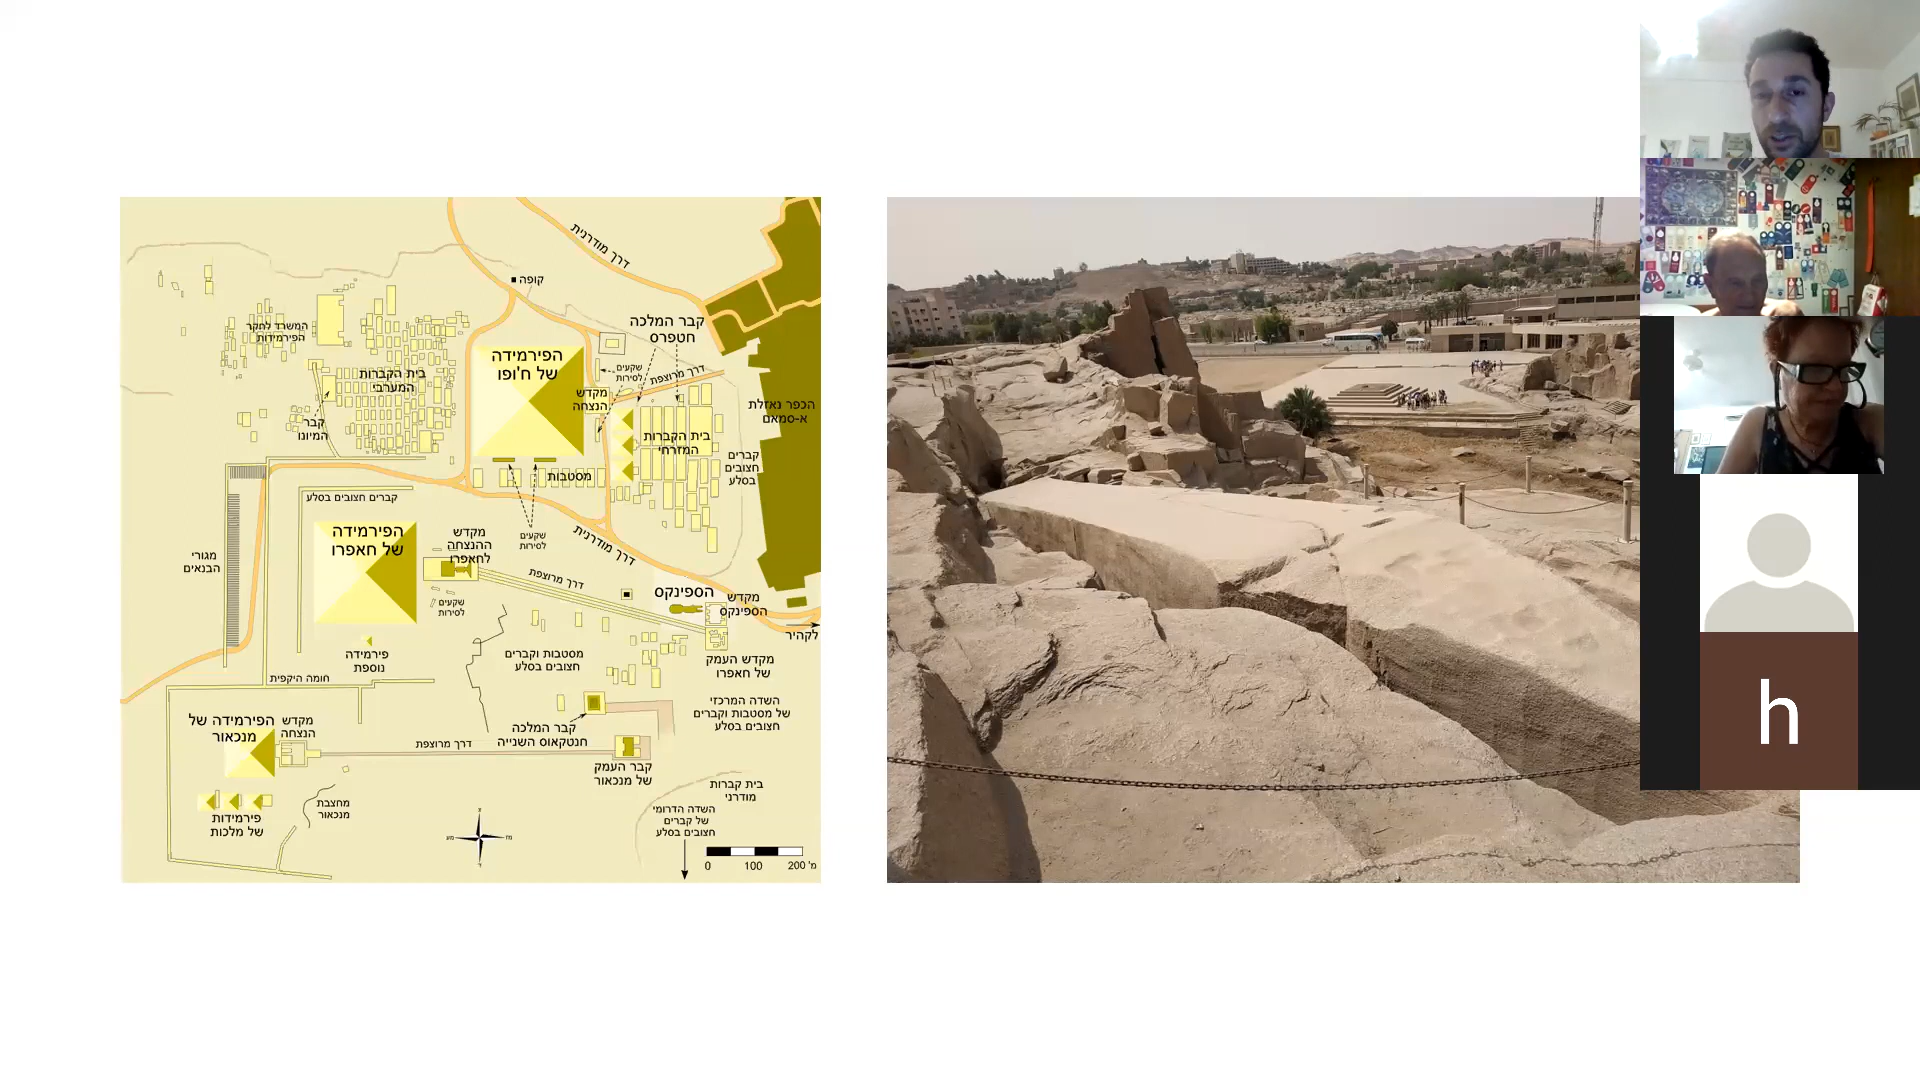 דרך מודרנית
קופה
קבר המלכה
חטפרס
המשרד לחקר
הפירמידות
הפירמידה
של ח'ופו
שקעים
לסירות
דרך מרוצפת
בית הקברות
המערבי
מקדש
הנצחה
הכפר נאזלת
א-סמאם
קבר
המיונו
בית הקברות
המזרחי
קברים
חצובים
בסלע
מסטבות
קברים חצובים בסלע
הפירמידה
של חאפרו
מקדש
ההנצחה
לחאפרו
שקעים
לסירות
דרך מודרנית
מגורי
הבנאים
דרך מרוצפת
הספינקס
מקדש
הספינקס
שקעים
לסירות
לקהיר
פירמידה
נוספת
מסטבות וקברים
חצובים בסלע
מקדש העמק
של חאפרו
חומה היקפית
השדה המרכזי
של מסטבות וקברים
חצובים בסלע
הפירמידה של
מנכאור
מקדש
הנצחה
קבר המלכה
חנטקאוס השנייה
דרך מרוצפת
קבר העמק
של מנכאור
בית קברות
מודרני
מחצבת
מנכאור
פירמידות
של מלכות
השדה הדרומי
של קברים
חצובים בסלע
0 100 200 מ'
h